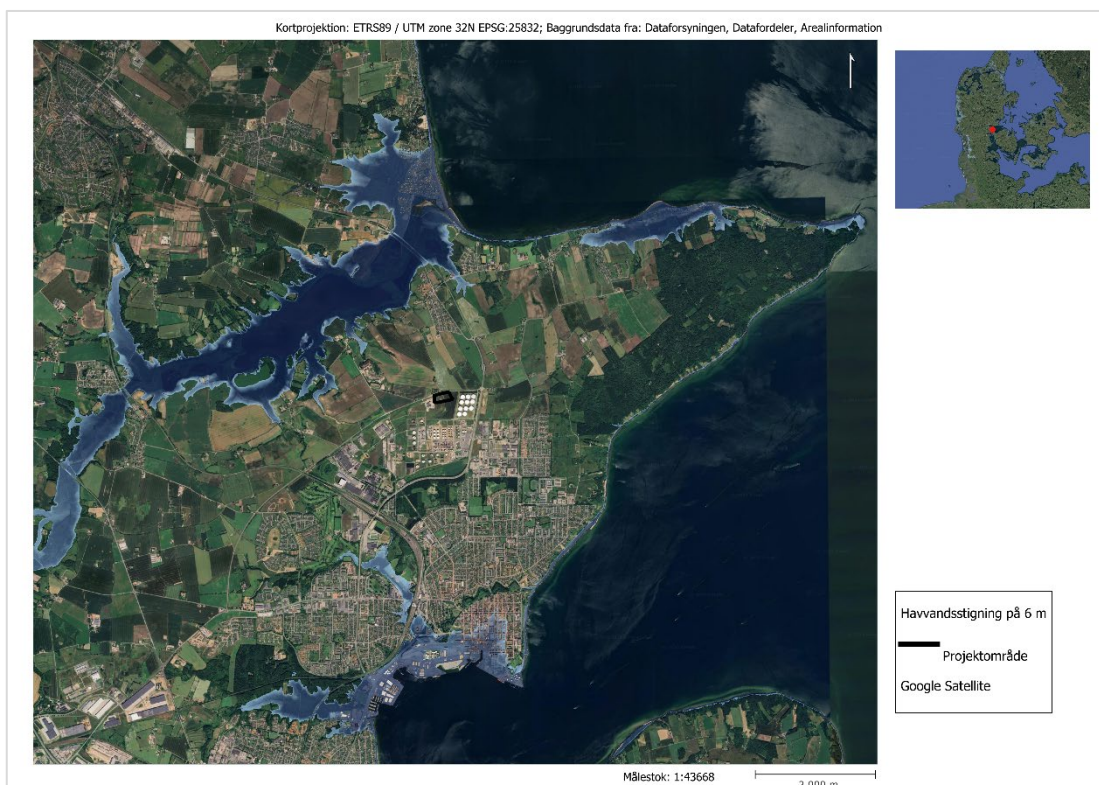 Kortprojektion: ETRS89 / UTM zone 32N EPSG:25832; Baggrundsdata fra: Dataforsyningen, Datafordeler, Arealinformation
Havvandsstigning på 6 m
Projektområde
Google Satellite
Målestok: 1:43668